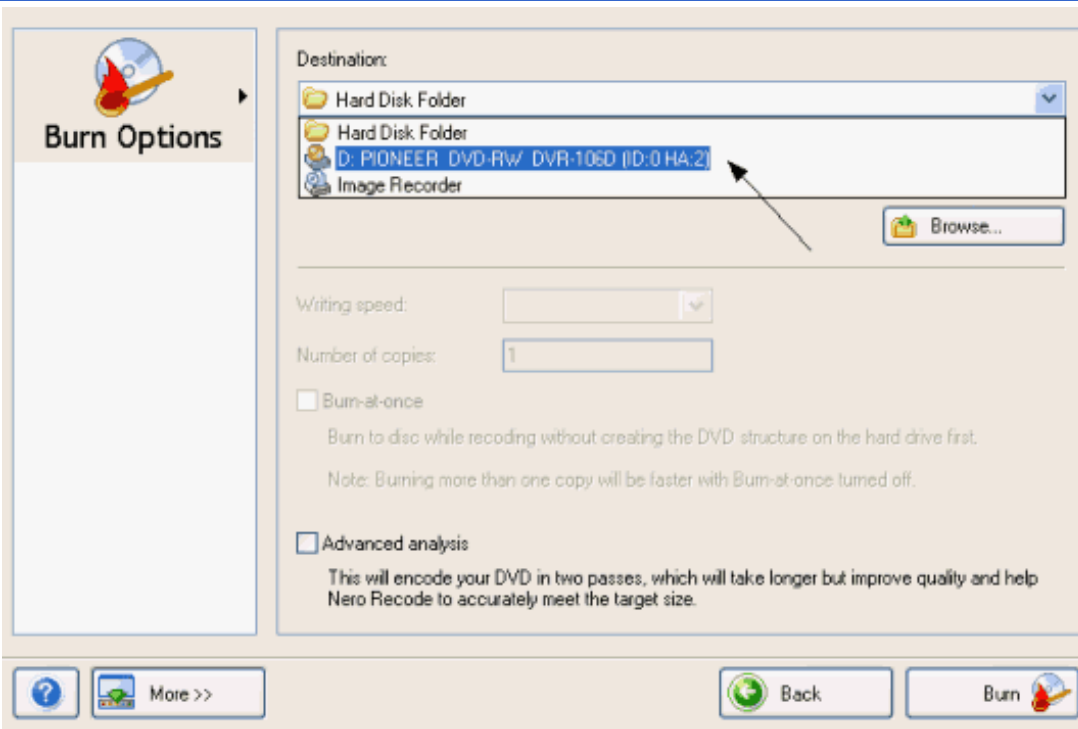 Burn Options
Destination:
Hard Disk Folder
Hard Disk Folder
D: PIONEER DVD-RW DVR-106D (ID:0 HA:2)
Image Recorder
Browse...
Writing speed:
Number of copies:
1
Burn-at-once
Burn to disc while recoding without creating the DVD structure on the hard drive first.
Note: Burning more than one copy will be faster with Burn-at-once turned off.
Advanced analysis
This will encode your DVD in two passes, which will take longer but improve quality and help
Nero Recode to accurately meet the target size.
?
More >>
Back
Burn